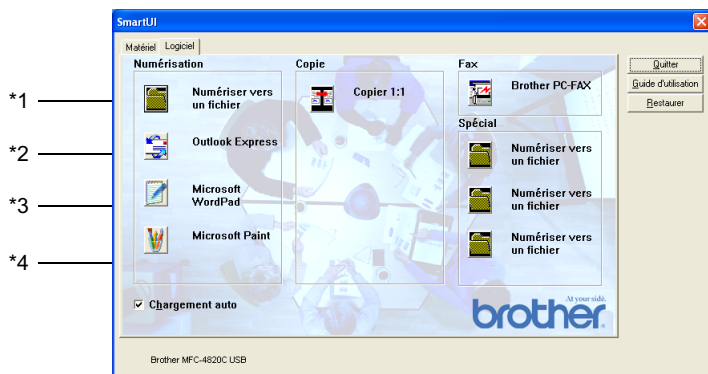 SmartUI
Matériel Logiciel
Numérisation
*1 Numériser vers
un fichier
*2 Outlook Express
*3 Microsoft
WordPad
*4 Microsoft Paint
Copie
Copier 1:1
Fax
Brother PC-FAX
Spécial
Numériser vers
un fichier
Numériser vers
un fichier
Numériser vers
un fichier
Quitter
Guide d'utilisation
Restaurer
Chargement auto
At your side.
brother
Brother MFC-4820C USB